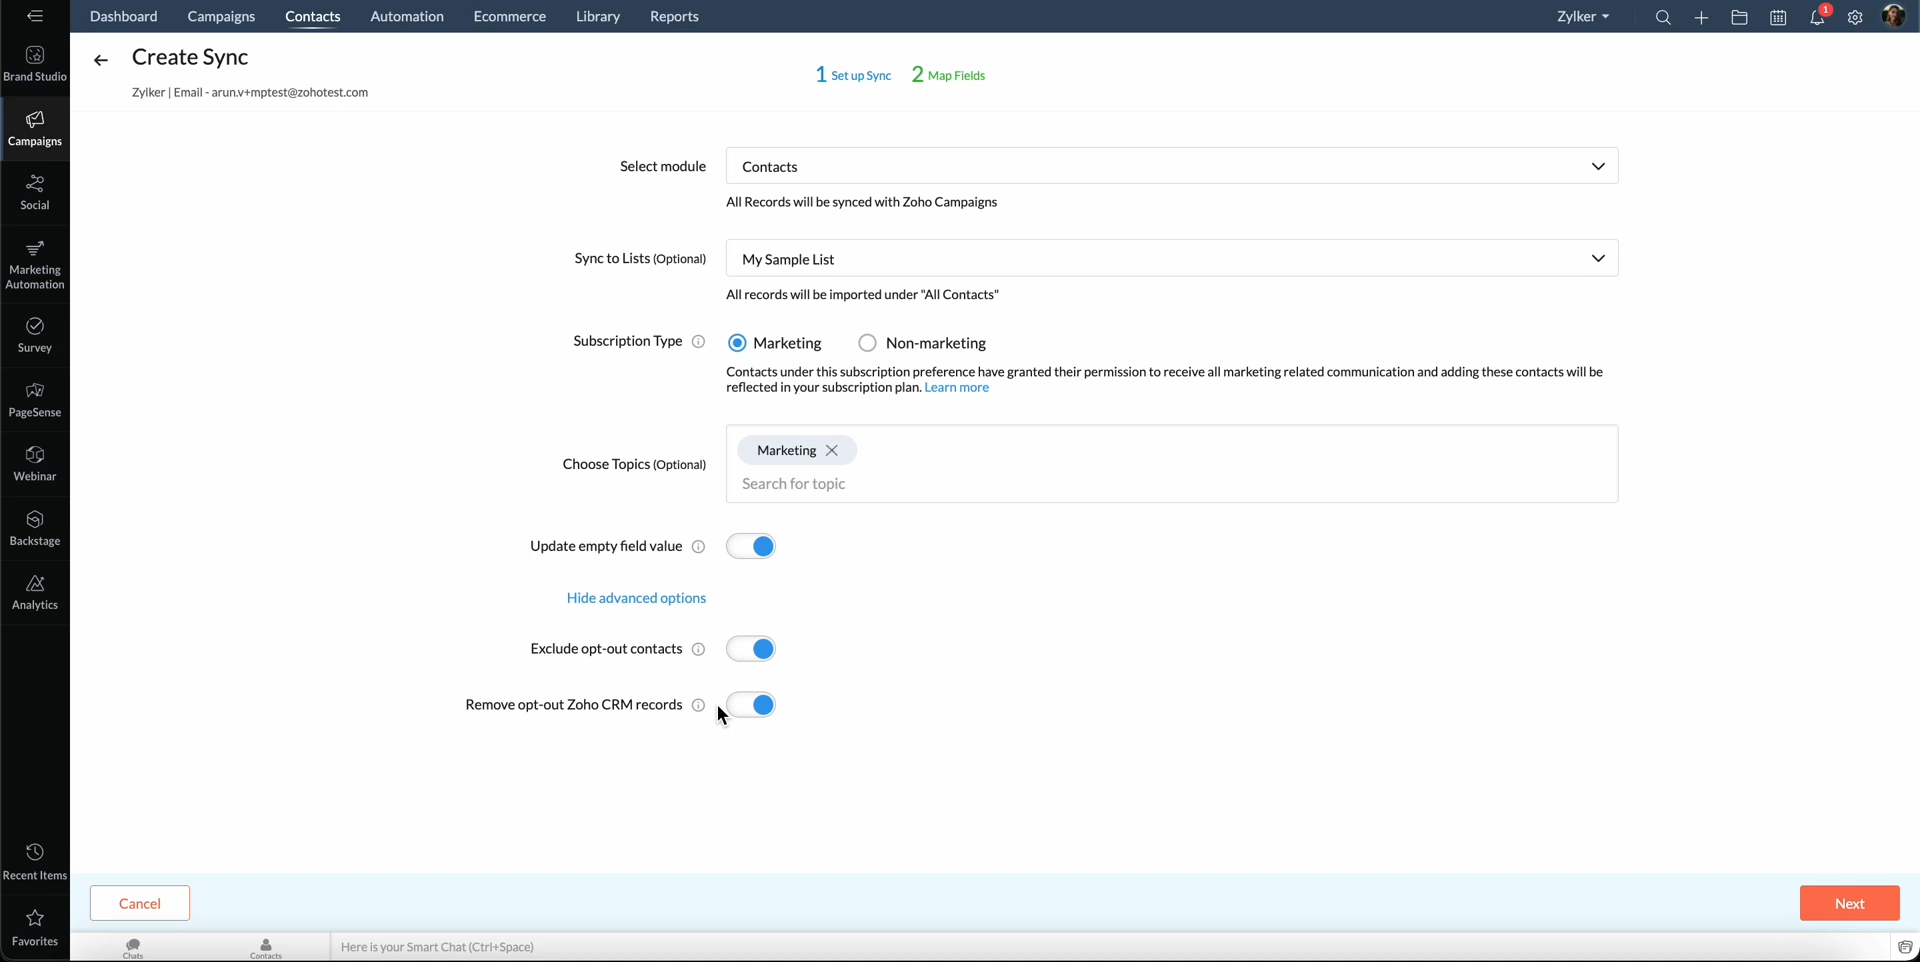 Dashboard
Campaigns
Contacts
Automation
Ecommerce
Library
Reports
Zylker
1
Brand Studio
Campaigns
Social
Marketing
Automation
Survey
PageSense
Webinar
Backstage
Analytics
Recent Items
Favorites
Create Sync
Zylker | Email - arun.v+mptest@zohotest.com
1 Set up Sync
2 Map Fields
Select module
Contacts
All Records will be synced with Zoho Campaigns
Sync to Lists (Optional)
My Sample List
All records will be imported under "All Contacts"
Subscription Type
Marketing
Non-marketing
Contacts under this subscription preference have granted their permission to receive all marketing related communication and adding these contacts will be
reflected in your subscription plan. Learn more
Choose Topics (Optional)
Marketing
Search for topic
Update empty field value
Hide advanced options
Exclude opt-out contacts
Remove opt-out Zoho CRM records
Cancel
Next
Chats
Contacts
Here is your Smart Chat (Ctrl+Space)